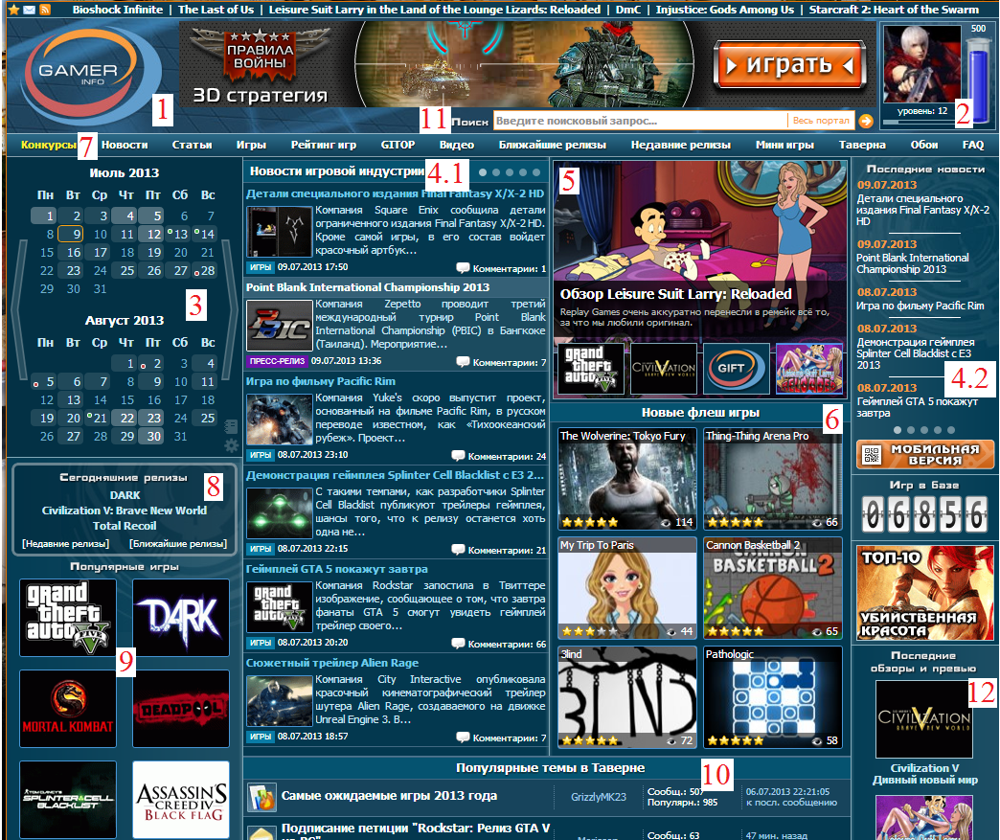 Bioshock Infinite | The Last of Us | Leisure Suit Larry in the Land of the Lounge Lizards: Reloaded | DmC | Injustice: Gods Among Us | Starcraft 2: Heart of the Swarm
GAMER
INFO
1
ПРАВИЛА
ВОЙНЫ
3D стратегия
играть
500
уровень: 12
2
11
Поиск
Введите поисковый запрос...
Весь портал
Конкурсы
7
Новости
Статьи
Игры
Рейтинг игр
GITOP
Видео
Ближайшие релизы
Недавние релизы
Мини игры
Таверна
Обои
FAQ
Июль 2013
Пн Вт Ср Чт Пт Сб Вс
1 2 3 4 5 6 7
8 9 10 11 12 13 14
15 16 17 18 19 20 21
22 23 24 25 26 27 28
29 30 31
3
Август 2013
Пн Вт Ср Чт Пт Сб Вс
1 2 3 4
5 6 7 8 9 10 11
12 13 14 15 16 17 18
19 20 21 22 23 24 25
26 27 28 29 30 31
Сегодняшние релизы
8
DARK
Civilization V: Brave New World
Total Recoil
[Недавние релизы] [Ближайшие релизы]
Популярные игры
grand
theft
auto
FIVE
DARK
9
MORTAL KOMBAT
DEADPOOL
TOM CLANCY'S
SPLINTER CELL
BLACKLIST
ASSASSIN'S
CREED IV
BLACK FLAG
Новости игровой индустрии
4.1
Детали специального издания Final Fantasy X/X-2 HD
Компания Square Enix сообщила детали
ограниченного издания Final Fantasy X/X-2 HD.
Кроме самой игры, в его состав войдет
красочный артбук...
ИГРЫ 09.07.2013 17:50
Комментарии: 1
Point Blank International Championship 2013
PBIC
Компания Zepetto проводит третий
международный турнир Point Blank
International Championship (PBIC) в Бангкоке
(Таиланд). Мероприятие...
ПРЕСС-РЕЛИЗ 09.07.2013 13:36
Комментарии: 7
Игра по фильму Pacific Rim
Компания Yuke's скоро выпустит проект,
основанный на фильме Pacific Rim, в русском
переводе известном, как «Тихоокеанский
рубеж». Проект...
ИГРЫ 08.07.2013 23:10
Комментарии: 24
Демонстрация геймплея Splinter Cell Blacklist с E3 2...
С такими темпами, как разработчики Splinter
Cell Blacklist публикуют трейлеры геймплея,
шансы того, что к релизу останется хоть
одна не...
ИГРЫ 08.07.2013 22:15
Комментарии: 21
Геймплей GTA 5 покажут завтра
grand
theft
auto
Компания Rockstar запостила в Твиттере
изображение, сообщающее о том, что завтра
фанаты GTA 5 смогут увидеть геймплей
трейлер своего...
ИГРЫ 08.07.2013 20:20
Комментарии: 66
Сюжетный трейлер Alien Rage
Компания City Interactive опубликовала
красочный кинематографический трейлер
шутера Alien Rage, создаваемого на движке
Unreal Engine 3. В...
ИГРЫ 08.07.2013 18:57
Комментарии: 7
5
Обзор Leisure Suit Larry: Reloaded
Replay Games очень аккуратно перенесли в ремейк всё то,
за что мы любили оригинал.
grand
theft
auto
CIVILIZATION
GIFT
RELOADED
Новые флеш игры
6
The Wolverine: Tokyo Fury
114
Thing-Thing Arena Pro
66
My Trip To Paris
44
Cannon Basketball 2
CANNON
BASKETBALL
2
65
3lind
3LIND
72
Pathologic
58
Популярные темы в Таверне
10
Самые ожидаемые игры 2013 года
GrizzlyMK23
Сообщ.: 507
Популярн.: 985
06.07.2013 22:21:05
к посл. сообщению
Подписание петиции "Rockstar: Релиз GTA V
Сообщ.: 63
47 мин. назад
Последние новости
09.07.2013
Детали специального
издания Final Fantasy X/X-2
HD
09.07.2013
Point Blank International
Championship 2013
08.07.2013
Игра по фильму Pacific Rim
08.07.2013
Демонстрация геймплея
Splinter Cell Blacklist с E3
2013
4.2
08.07.2013
Геймплей GTA 5 покажут
завтра
МОБИЛЬНАЯ
ВЕРСИЯ
Игр в базе
06856
ТОП-10
УБИЙСТВЕННАЯ
КРАСОТА
Последние
обзоры и превью
12
CIVILIZATION V
BRAVE NEW WORLD
Civilization V
Дивный новый мир